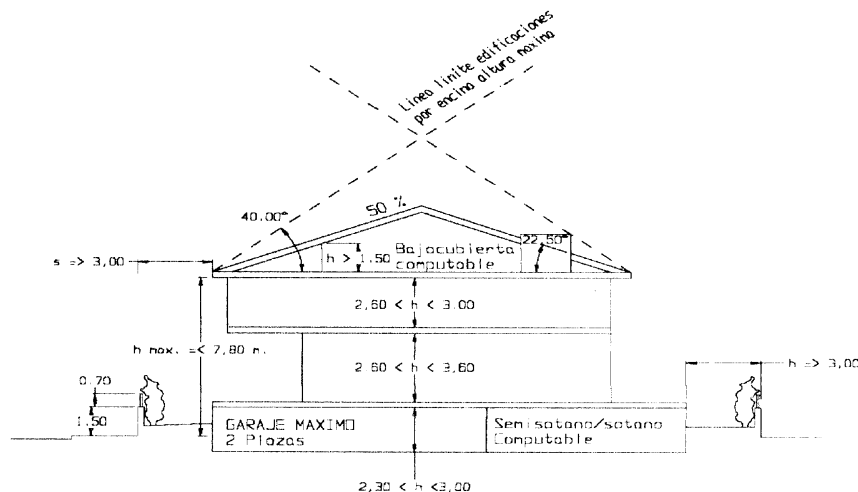 Linea limite edificaciones
por encima altura maxima
40.00°
50 %
22.50°
s => 3,00
h > 1.50
Bajocubierta
computable
2,60 < h < 3.00
h max. =< 7,80 m.
2.60 < h < 3,60
h => 3,00
0.70
1.50
GARAJE MAXIMO
2 Plazas
Semisotano/sotano
Computable
2,30 < h <3,00